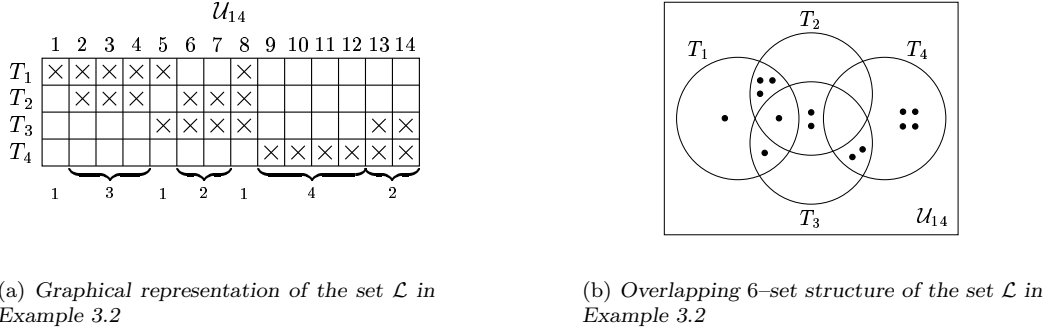 𝒰₁₄
1 2 3 4 5 6 7 8 9 10 11 12 13 14
T₁ × × × × × ×
T₂ × × × × × ×
T₃ × × × × × ×
T₄ × × × × × ×
1 3 1 2 1 4 2
(a) Graphical representation of the set ℒ in
Example 3.2
T₂
T₁
T₄
T₃
𝒰₁₄
(b) Overlapping 6–set structure of the set ℒ in
Example 3.2